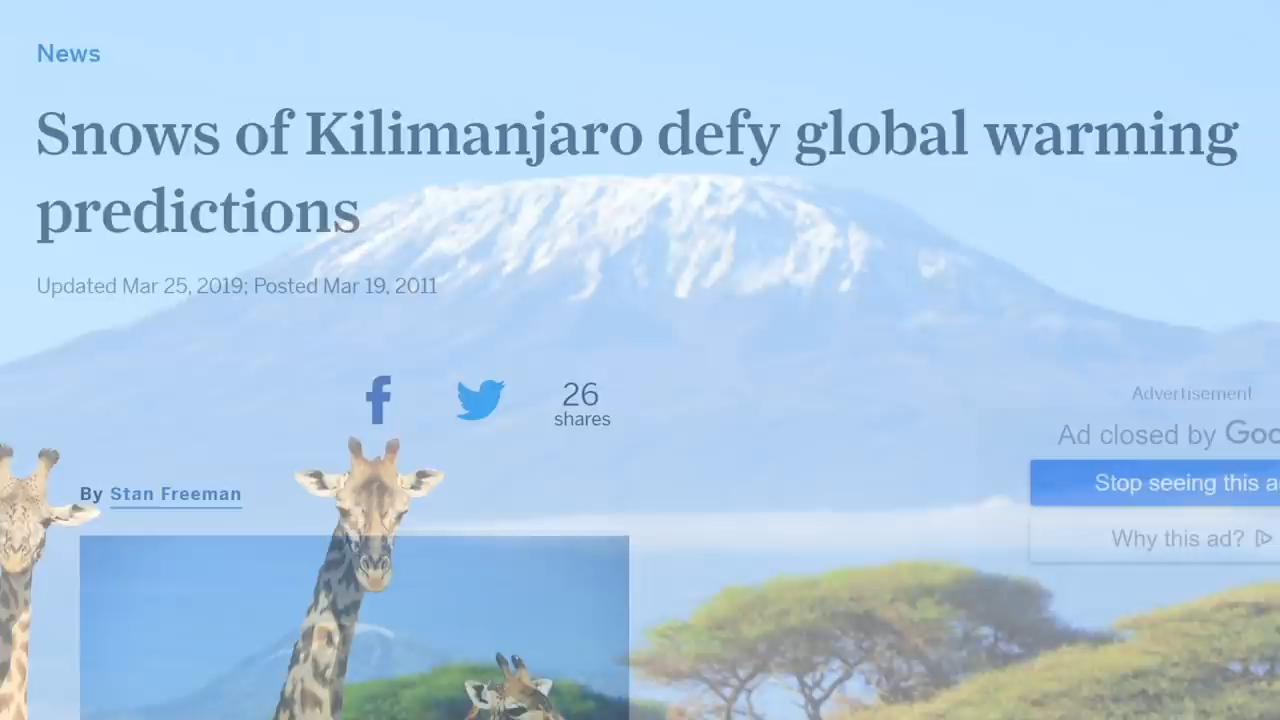 News
Snows of Kilimanjaro defy global warming
predictions
Updated Mar 25, 2019; Posted Mar 19, 2011
26
shares
Advertisement
Ad closed by
Stop seeing this
Why this ad?
By Stan Freeman